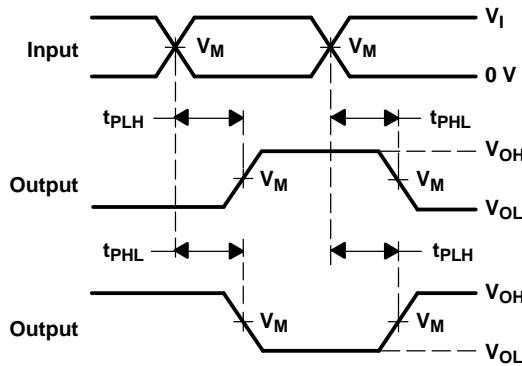 V_I
Input V_M V_M
0 V
t_PLH t_PHL
V_OH
Output V_M V_M
V_OL
t_PHL t_PLH
V_OH
Output V_M V_M
V_OL